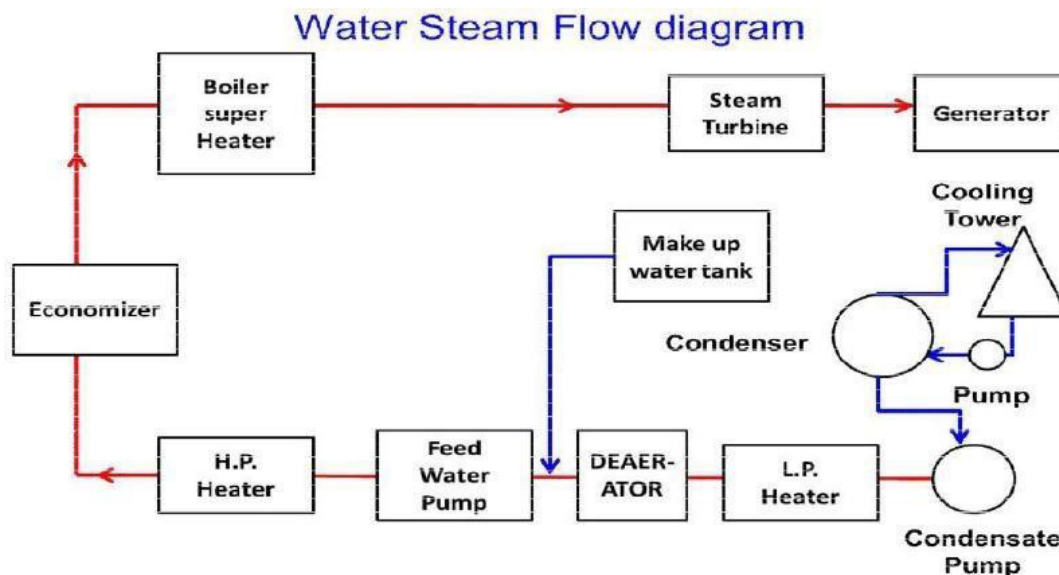 Water Steam Flow diagram
Boiler
super
Heater
Steam
Turbine
Generator
Cooling
Tower
Make up
water tank
Economizer
Condenser
Pump
H.P.
Heater
Feed
Water
Pump
DEAER-
ATOR
L.P.
Heater
Condensate
Pump